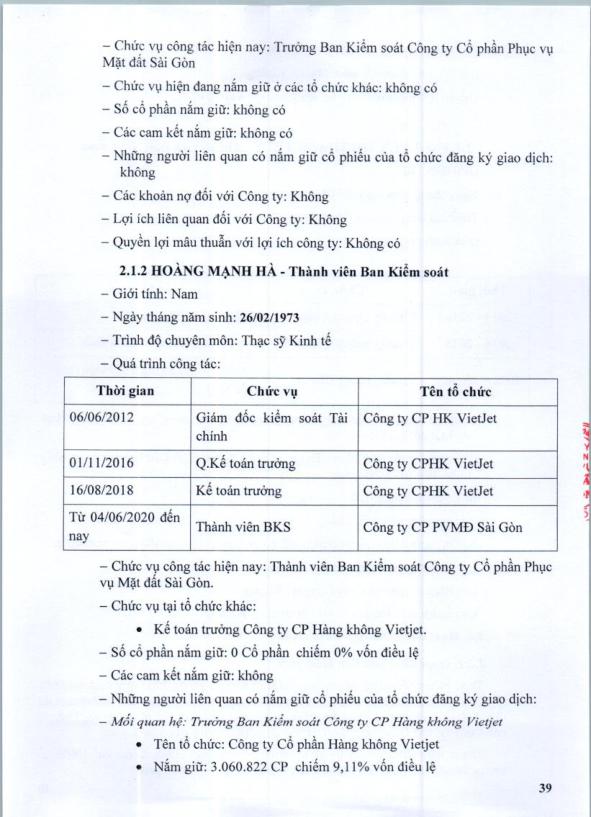 – Chức vụ công tác hiện nay: Trưởng Ban Kiểm soát Công ty Cổ phần Phục vụ
Mặt đất Sài Gòn
– Chức vụ hiện đang nắm giữ ở các tổ chức khác: không có
– Số cổ phần nắm giữ: không có
– Các cam kết nắm giữ: không có
– Những người liên quan có nắm giữ cổ phiếu của tổ chức đăng ký giao dịch:
không
– Các khoản nợ đối với Công ty: Không
– Lợi ích liên quan đối với Công ty: Không
– Quyền lợi mâu thuẫn với lợi ích công ty: Không có
2.1.2 HOÀNG MẠNH HÀ - Thành viên Ban Kiểm soát
– Giới tính: Nam
– Ngày tháng năm sinh: 26/02/1973
– Trình độ chuyên môn: Thạc sỹ Kinh tế
– Quá trình công tác:
Thời gian Chức vụ Tên tổ chức
06/06/2012 Giám đốc kiểm soát Tài Công ty CP HK VietJet
chính
01/11/2016 Q.Kế toán trưởng Công ty CPHK VietJet
16/08/2018 Kế toán trưởng Công ty CPHK VietJet
Từ 04/06/2020 đến
nay Thành viên BKS Công ty CP PVMĐ Sài Gòn
– Chức vụ công tác hiện nay: Thành viên Ban Kiểm soát Công ty Cổ phần Phục
vụ Mặt đất Sài Gòn.
– Chức vụ tại tổ chức khác:
• Kế toán trưởng Công ty CP Hàng không Vietjet.
– Số cổ phần nắm giữ: 0 Cổ phần chiếm 0% vốn điều lệ
– Các cam kết nắm giữ: không
– Những người liên quan có nắm giữ cổ phiếu của tổ chức đăng ký giao dịch:
– Mối quan hệ: Trưởng Ban Kiểm soát Công ty CP Hàng không Vietjet
• Tên tổ chức: Công ty Cổ phần Hàng không Vietjet
• Nắm giữ: 3.060.822 CP chiếm 9,11% vốn điều lệ
39